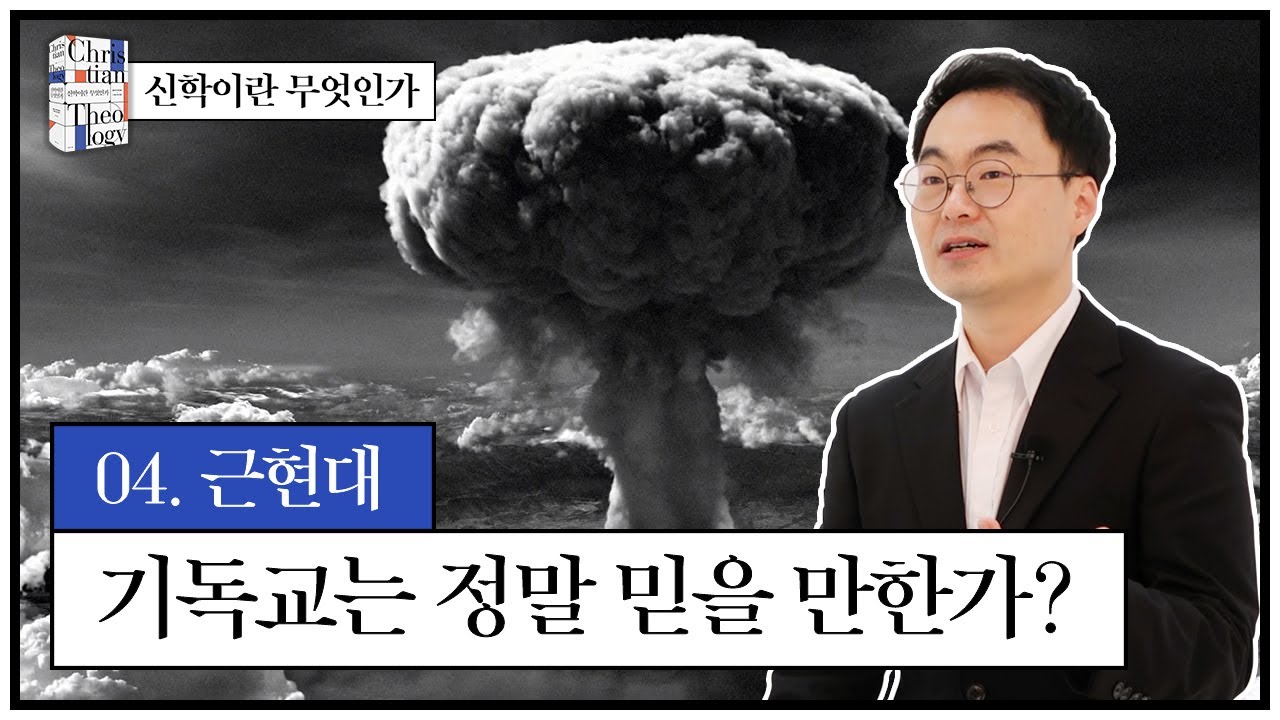 Chris
tian
Theo
logy
신학이란 무엇인가
04. 근현대
기독교는 정말 믿을 만한가?